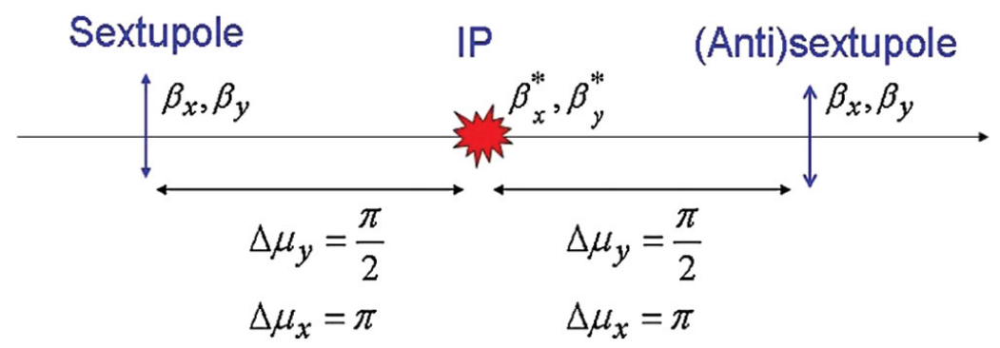 Sextupole IP (Anti)sextupole
βx, βy β*x, β*y βx, βy
Δμy = π/2 Δμy = π/2
Δμx = π Δμx = π